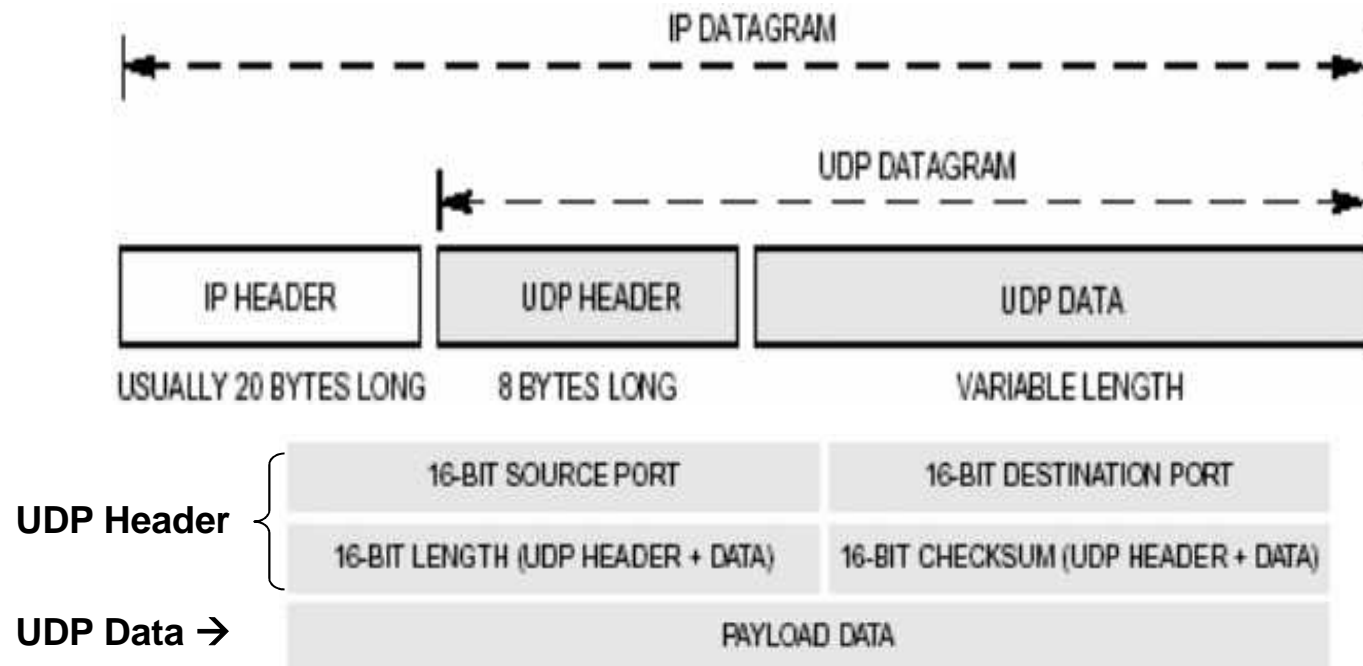 IP DATAGRAM
UDP DATAGRAM
IP HEADER
UDP HEADER
UDP DATA
USUALLY 20 BYTES LONG
8 BYTES LONG
VARIABLE LENGTH
UDP Header
16-BIT SOURCE PORT
16-BIT DESTINATION PORT
16-BIT LENGTH (UDP HEADER + DATA)
16-BIT CHECKSUM (UDP HEADER + DATA)
UDP Data →
PAYLOAD DATA